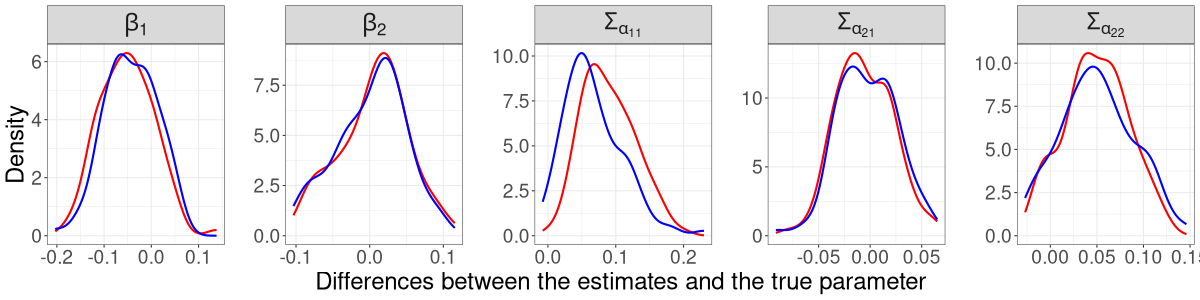 β1 β2 Σα11 Σα21 Σα22
Density
6
4
2
0
-0.2 -0.1 0.0 0.1
7.5
5.0
2.5
0.0
-0.1 0.0 0.1
10.0
7.5
5.0
2.5
0.0
0.0 0.1 0.2
10
5
0
-0.05 0.00 0.05
10.0
7.5
5.0
2.5
0.0
0.00 0.05 0.10 0.15
Differences between the estimates and the true parameter